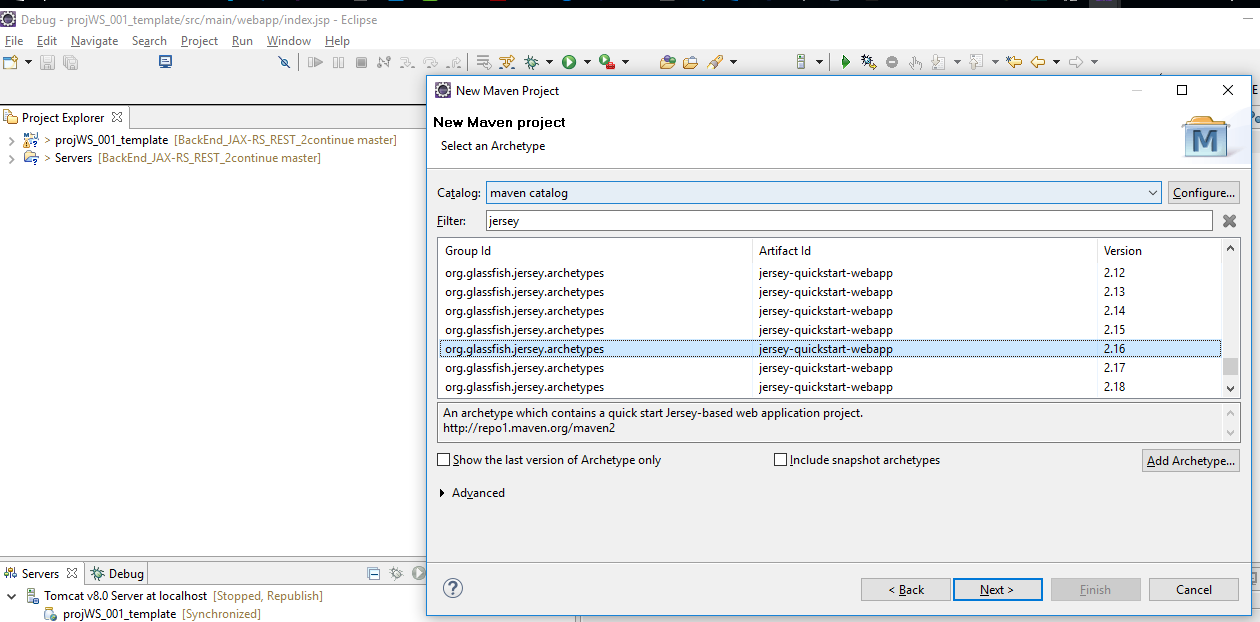 Debug - projWS_001_template/src/main/webapp/index.jsp - Eclipse
File Edit Navigate Search Project Run Window Help
New Maven Project
Project Explorer
New Maven project
Select an Archetype
> projWS_001_template [BackEnd_JAX-RS_REST_2continue master]
> Servers [BackEnd_JAX-RS_REST_2continue master]
Catalog: maven catalog Configure...
Filter: jersey
Group Id Artifact Id Version
org.glassfish.jersey.archetypes jersey-quickstart-webapp 2.12
org.glassfish.jersey.archetypes jersey-quickstart-webapp 2.13
org.glassfish.jersey.archetypes jersey-quickstart-webapp 2.14
org.glassfish.jersey.archetypes jersey-quickstart-webapp 2.15
org.glassfish.jersey.archetypes jersey-quickstart-webapp 2.16
org.glassfish.jersey.archetypes jersey-quickstart-webapp 2.17
org.glassfish.jersey.archetypes jersey-quickstart-webapp 2.18
An archetype which contains a quick start Jersey-based web application project.
http://repo1.maven.org/maven2
Show the last version of Archetype only Include snapshot archetypes Add Archetype...
Advanced
< Back Next > Finish Cancel
Servers Debug
Tomcat v8.0 Server at localhost [Stopped, Republish]
projWS_001_template [Synchronized]